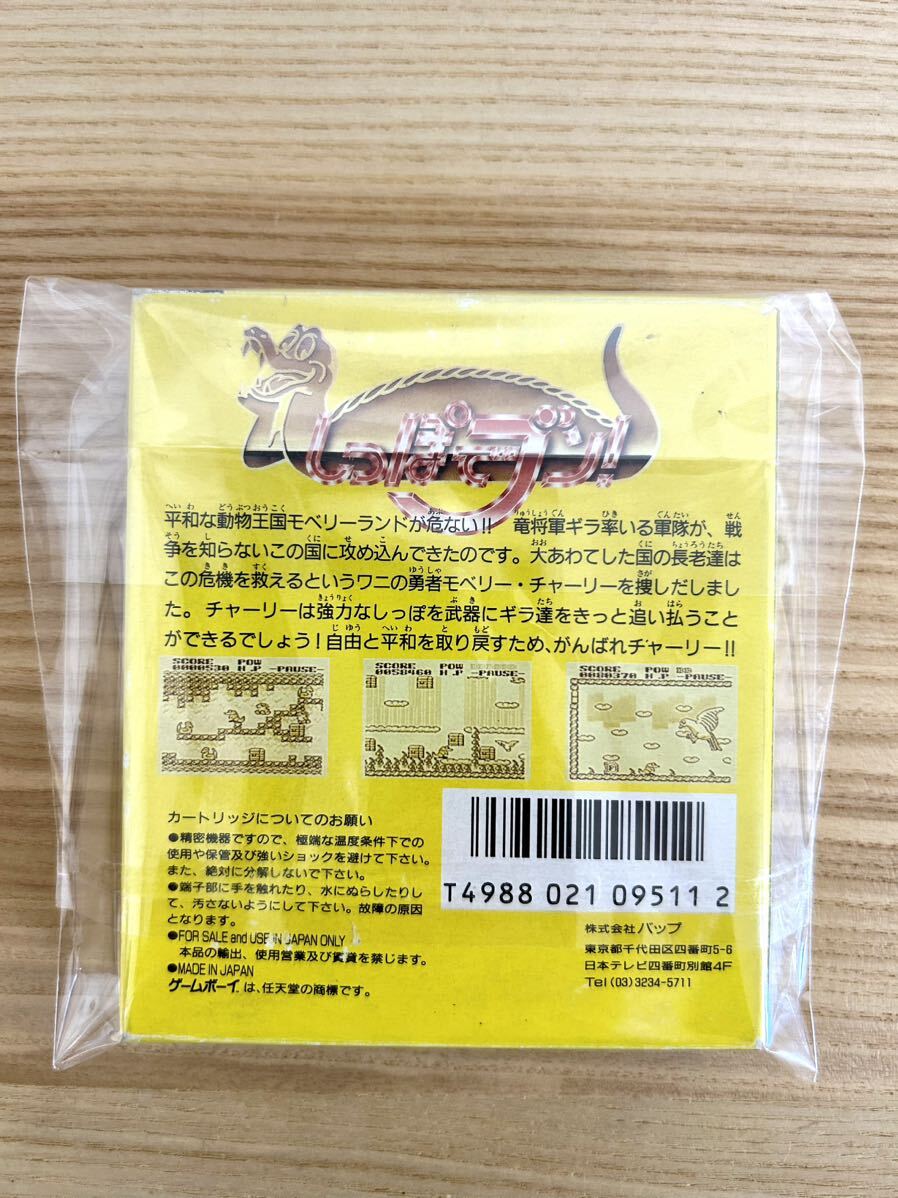 しっぽでブン!
平和な動物王国モベリーランドが危ない!! 竜将軍ギラ率いる軍隊が、戦
争を知らないこの国に攻め込んできたのです。大あわてした国の長老達は
この危機を救えるというワニの勇者モベリー・チャーリーを捜しだしまし
た。チャーリーは強力なしっぽを武器にギラ達をきっと追い払うこと
ができるでしょう!自由と平和を取り戻すため、がんばれチャーリー!!
SCORE POW
0000530 H_P -PAUSE-
SCORE POW
0058460 H_P -PAUSE-
SCORE POW
0080370 H_P -PAUSE-
カートリッジについてのお願い
●精密機器ですので、極端な温度条件下での
使用や保管及び強いショックを避けて下さい。
また、絶対に分解しないで下さい。
●端子部に手を触れたり、水にぬらしたりし
て、汚さないようにして下さい。故障の原因
となります。
●FOR SALE and USE IN JAPAN ONLY
本品の輸出、使用営業及び賃貸を禁じます。
●MADE IN JAPAN
ゲームボーイは、任天堂の商標です。
T4988 021 09511 2
株式会社 バップ
東京都千代田区四番町5-6
日本テレビ四番町別館4F
Tel (03) 3234-5711